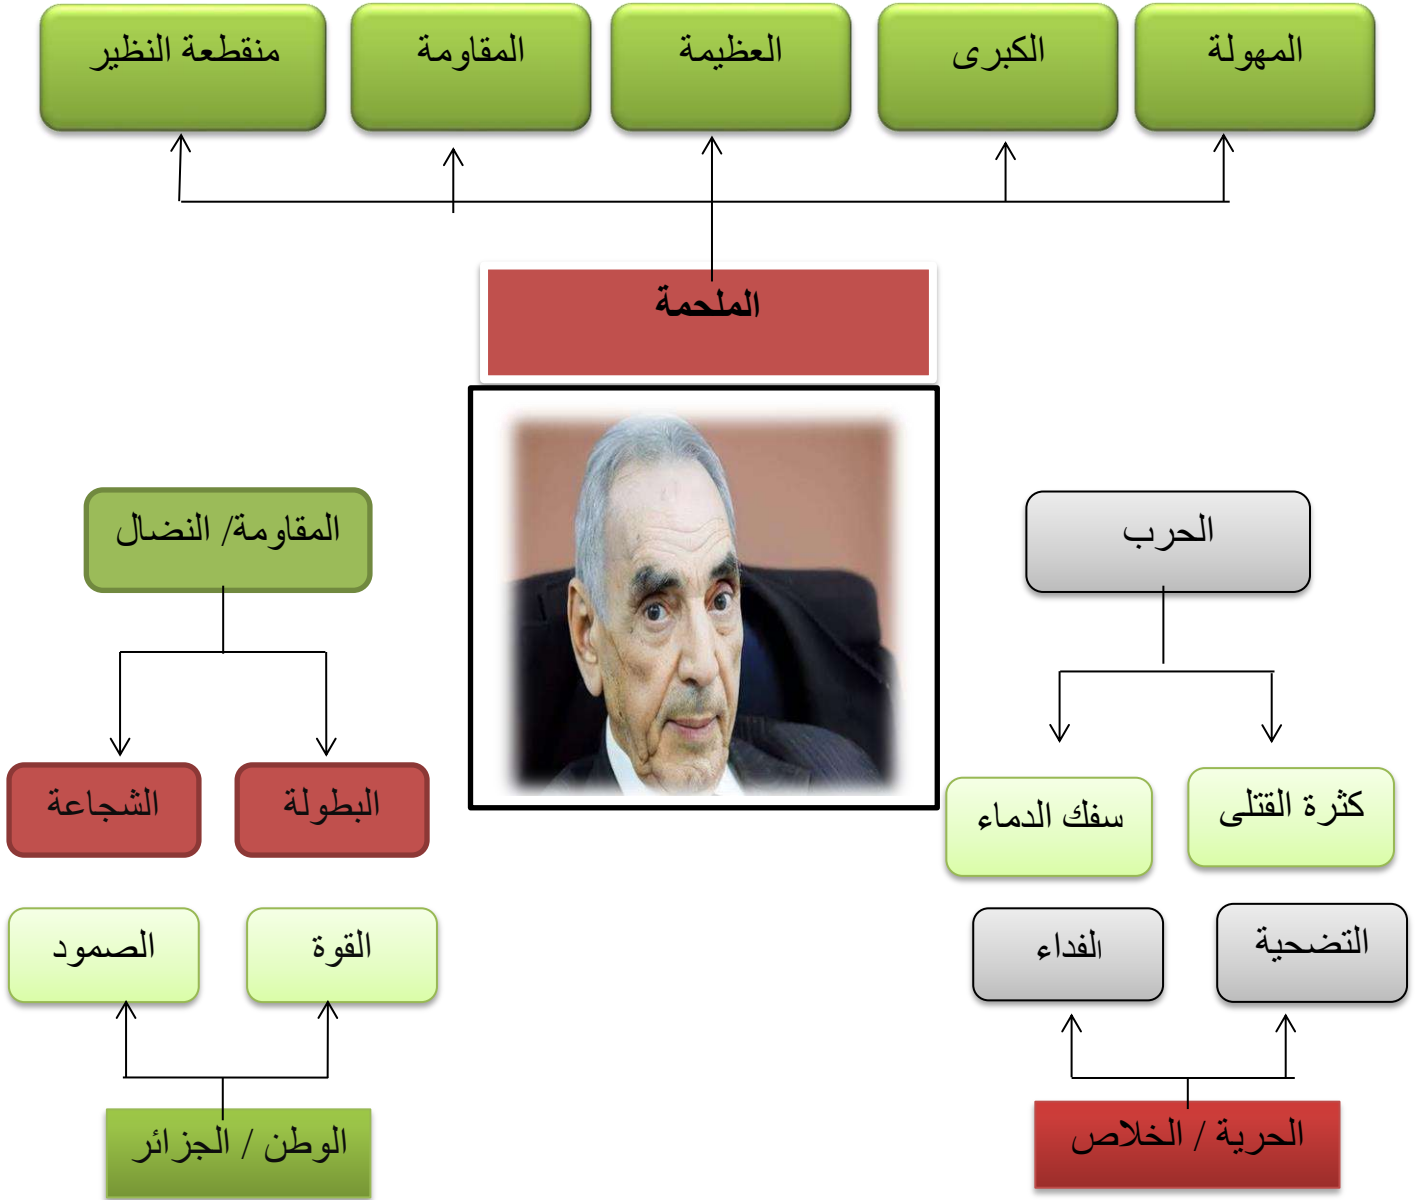 المهولة
الكبرى
العظيمة
المقاومة
منقطعة النظير
الملحمة
الحرب
المقاومة/ النضال
كثرة القتلى
سفك الدماء
البطولة
الشجاعة
التضحية
الفداء
القوة
الصمود
الحرية / الخلاص
الوطن / الجزائر